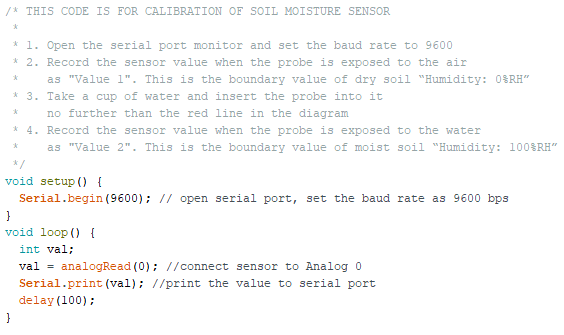 /* THIS CODE IS FOR CALIBRATION OF SOIL MOISTURE SENSOR
 *
 * 1. Open the serial port monitor and set the baud rate to 9600
 * 2. Record the sensor value when the probe is exposed to the air
 *    as "Value 1". This is the boundary value of dry soil “Humidity: 0%RH”
 * 3. Take a cup of water and insert the probe into it
 *    no further than the red line in the diagram
 * 4. Record the sensor value when the probe is exposed to the water
 *    as "Value 2". This is the boundary value of moist soil “Humidity: 100%RH”
 */
void setup() {
  Serial.begin(9600); // open serial port, set the baud rate as 9600 bps
}
void loop() {
  int val;
  val = analogRead(0); //connect sensor to Analog 0
  Serial.print(val); //print the value to serial port
  delay(100);
}